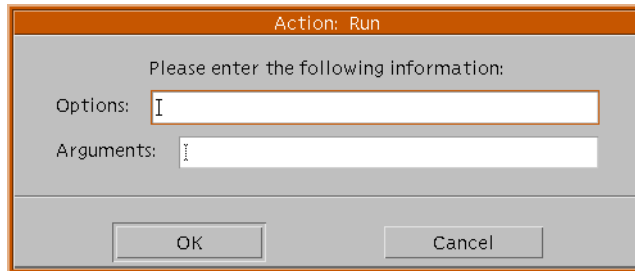 Action: Run
Please enter the following information:
Options:
Arguments:
OK Cancel